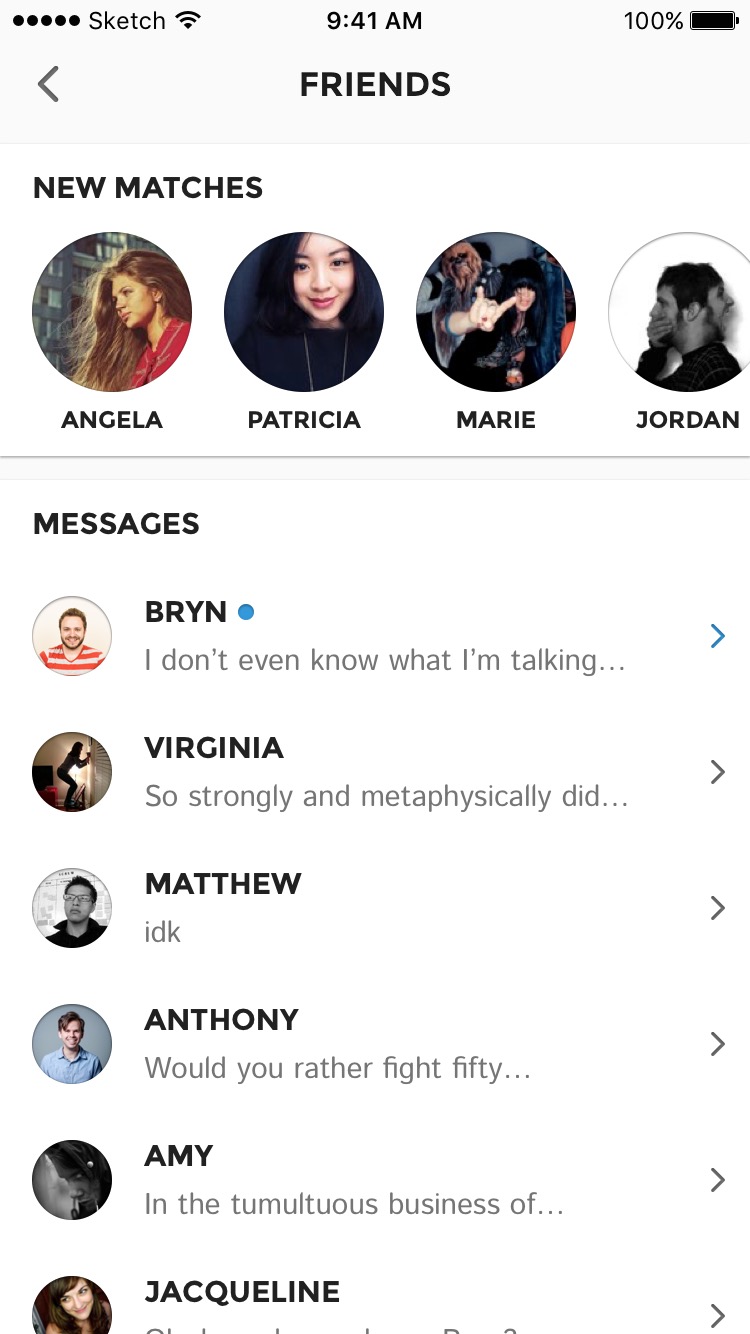 Sketch 9:41 AM 100%
FRIENDS
NEW MATCHES
ANGELA PATRICIA MARIE JORDAN
MESSAGES
BRYN
I don’t even know what I’m talking…
VIRGINIA
So strongly and metaphysically did…
MATTHEW
idk
ANTHONY
Would you rather fight fifty…
AMY
In the tumultuous business of…
JACQUELINE